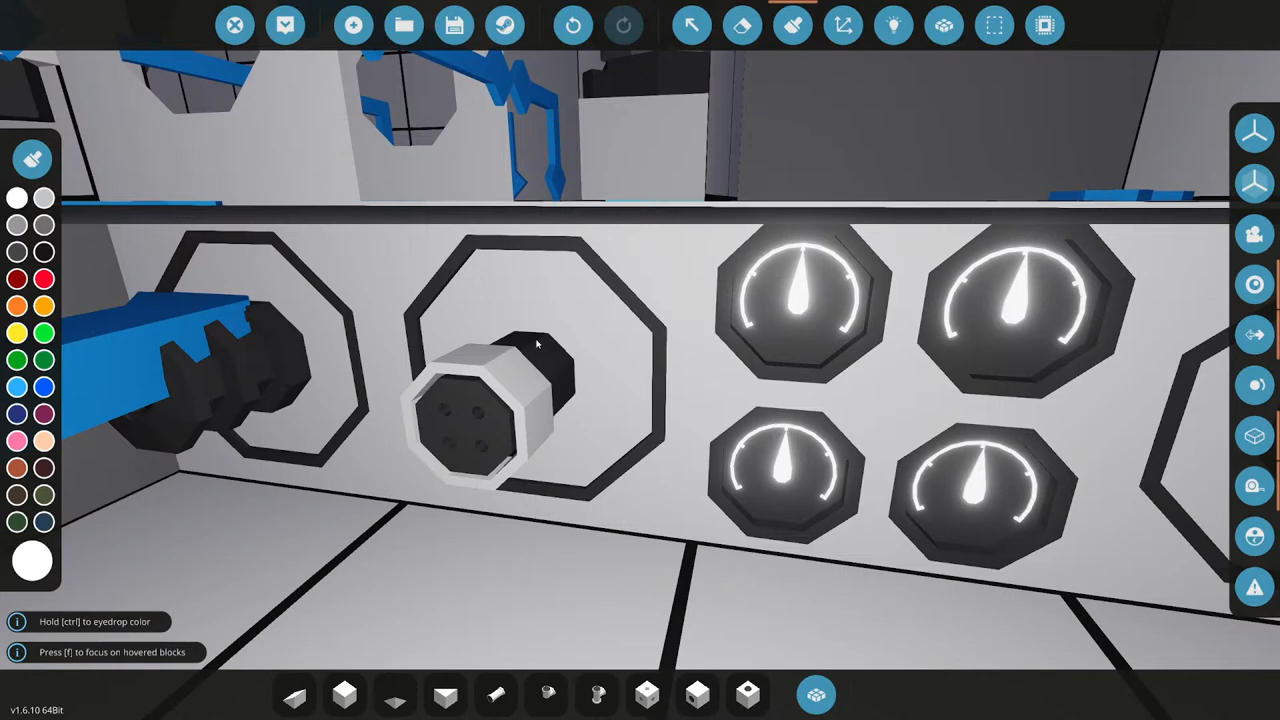 Hold [ctrl] to eyedrop color
Press [f] to focus on hovered blocks
v1.6.10 64Bit